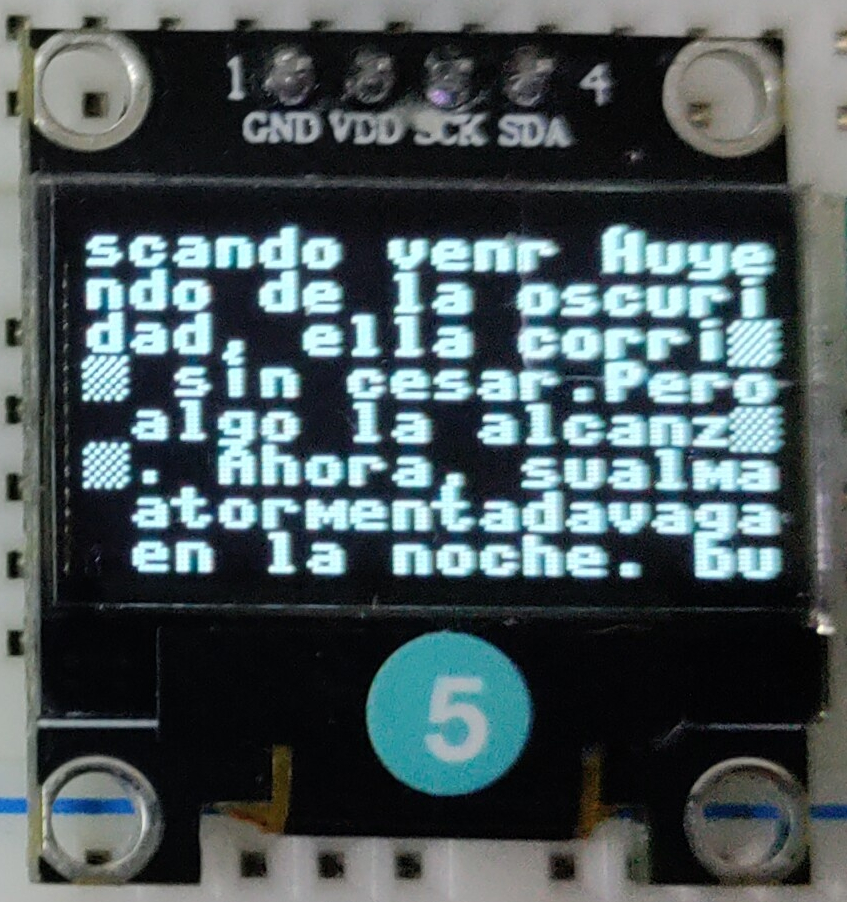 1 4
GND VDD SCK SDA
scando venr Huye
ndo de la oscuri
dad, ella corri▒
▒ sin cesar.Pero
algo la alcanz▒
▒. Ahora, sualma
atormentadavaga
en la noche. bu
5